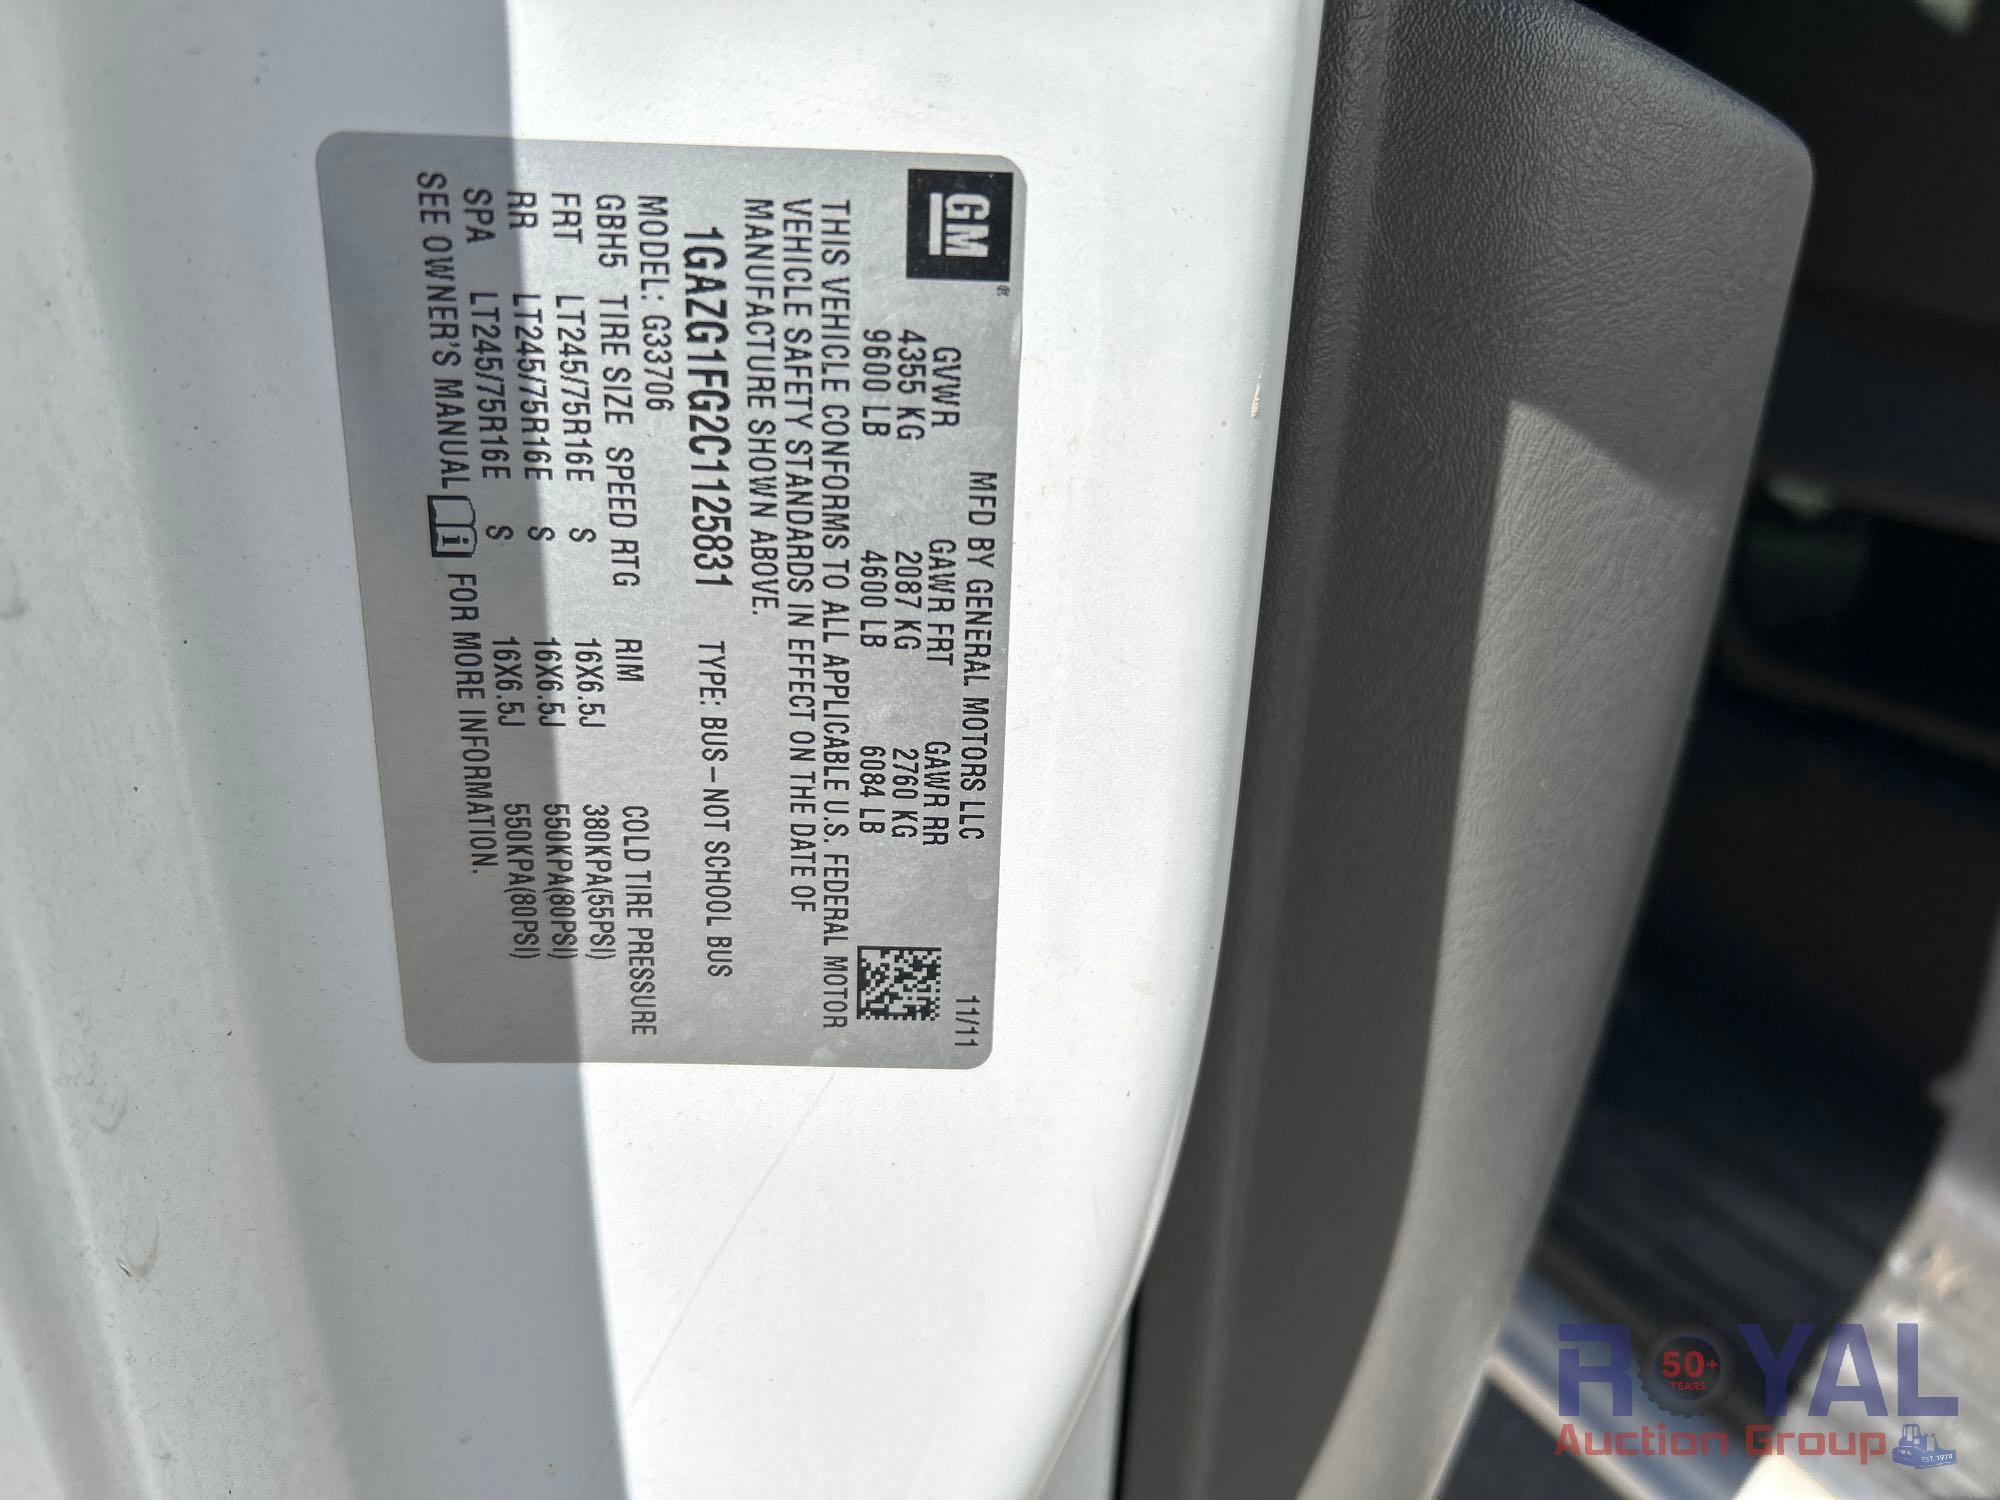 GM
MFD BY GENERAL MOTORS LLC 11/11
GVWR GAWR FRT GAWR RR
4355 KG 2087 KG 2760 KG
9600 LB 4600 LB 6084 LB
THIS VEHICLE CONFORMS TO ALL APPLICABLE U.S. FEDERAL MOTOR
VEHICLE SAFETY STANDARDS IN EFFECT ON THE DATE OF
MANUFACTURE SHOWN ABOVE.
1GAZG1FG2C1125831 TYPE: BUS-NOT SCHOOL BUS
MODEL: G33706
GBH5 TIRE SIZE SPEED RTG RIM COLD TIRE PRESSURE
FRT LT245/75R16E S 16X6.5J 380KPA(55PSI)
RR LT245/75R16E S 16X6.5J 550KPA(80PSI)
SPA LT245/75R16E S 16X6.5J 550KPA(80PSI)
SEE OWNER'S MANUAL i FOR MORE INFORMATION.
ROYAL
50+
YEARS
Auction Group
EST. 1970